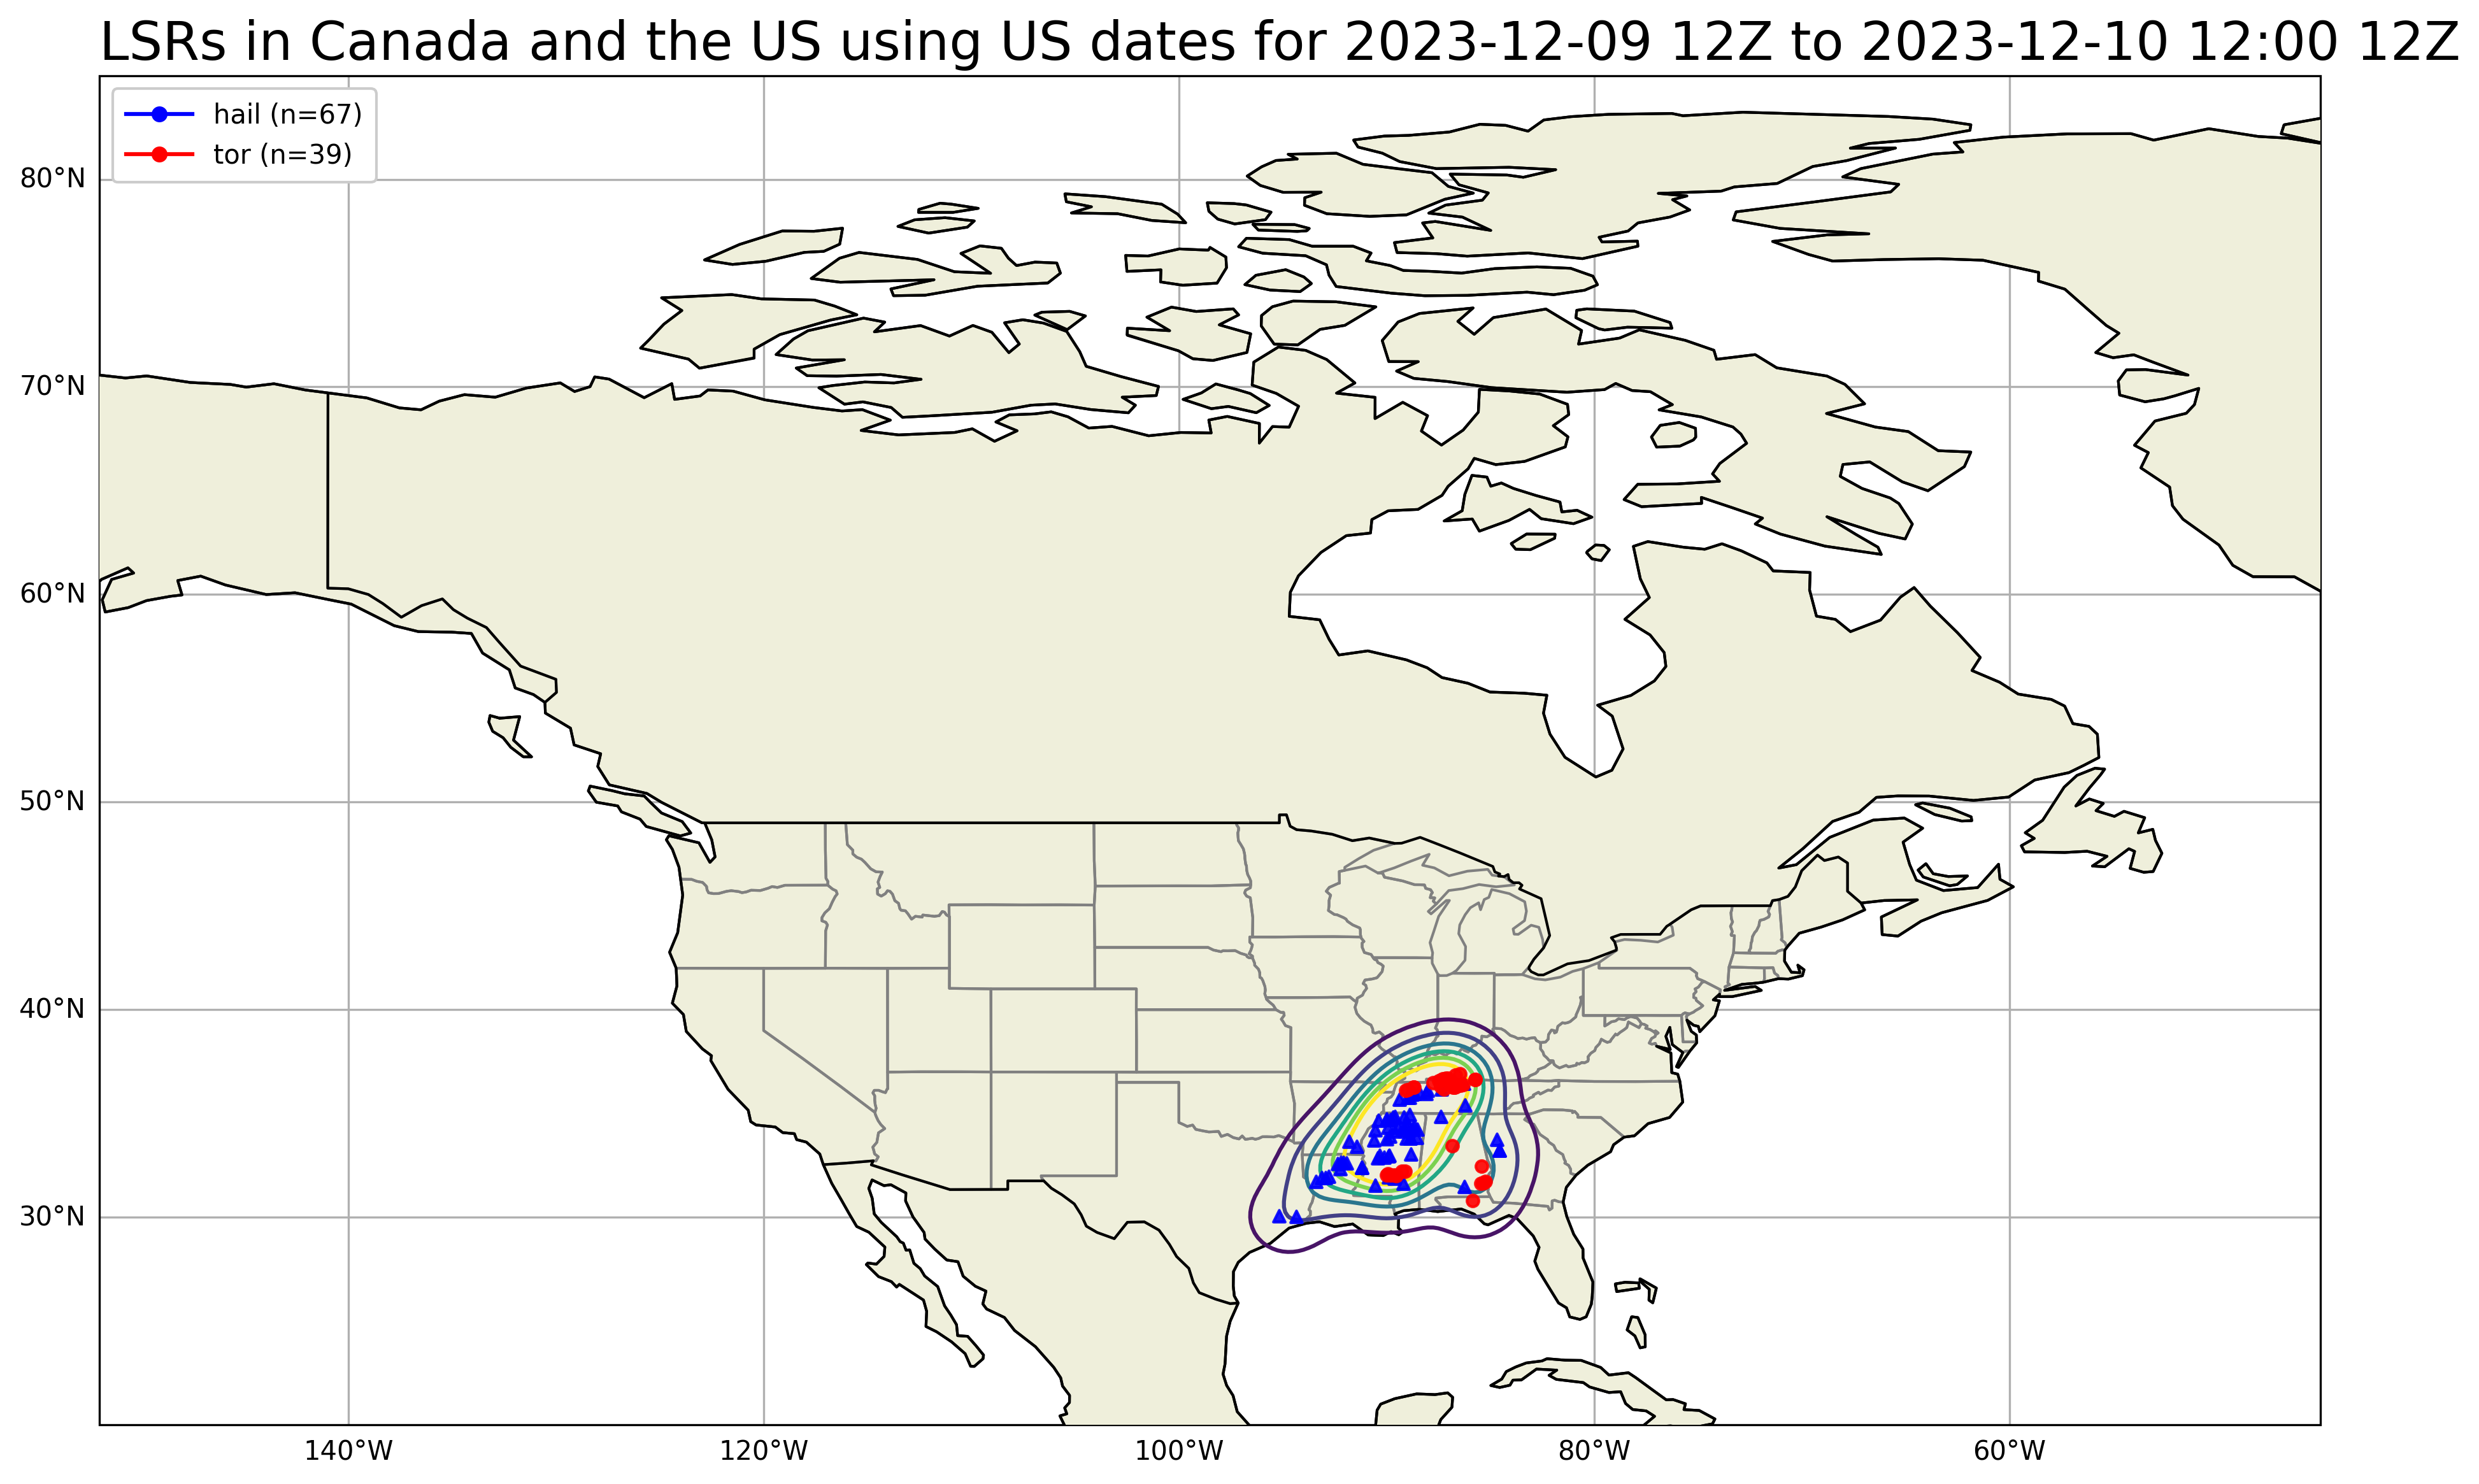 LSRs in Canada and the US using US dates for 2023-12-09 12Z to 2023-12-10 12:00 12Z
hail (n=67)
tor (n=39)
80°N
70°N
60°N
50°N
40°N
30°N
140°W 120°W 100°W 80°W 60°W